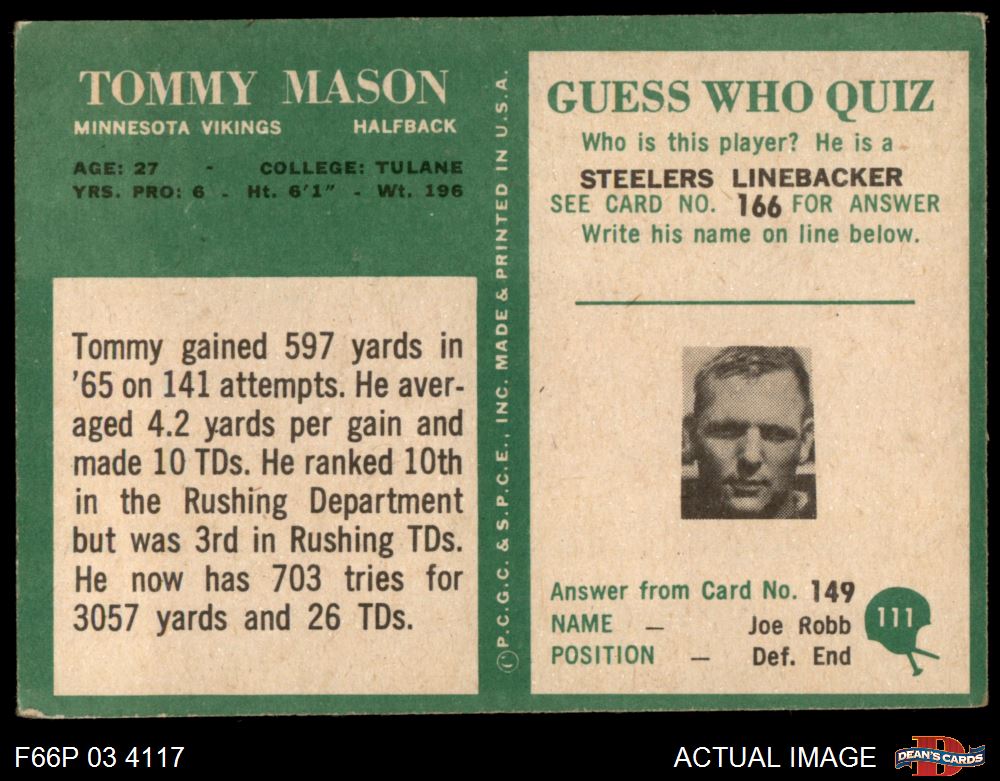 TOMMY MASON
MINNESOTA VIKINGS HALFBACK
AGE: 27 - COLLEGE: TULANE
YRS. PRO: 6 - Ht. 6'1" - Wt. 196
Tommy gained 597 yards in
'65 on 141 attempts. He aver-
aged 4.2 yards per gain and
made 10 TDs. He ranked 10th
in the Rushing Department
but was 3rd in Rushing TDs.
He now has 703 tries for
3057 yards and 26 TDs.
© P.C.G.C. & S.P.C.E., INC. MADE & PRINTED IN U.S.A.
GUESS WHO QUIZ
Who is this player? He is a
STEELERS LINEBACKER
SEE CARD NO. 166 FOR ANSWER
Write his name on line below.
Answer from Card No. 149
NAME — Joe Robb
POSITION — Def. End
111
F66P 03 4117
ACTUAL IMAGE
D
DEAN'S CARDS